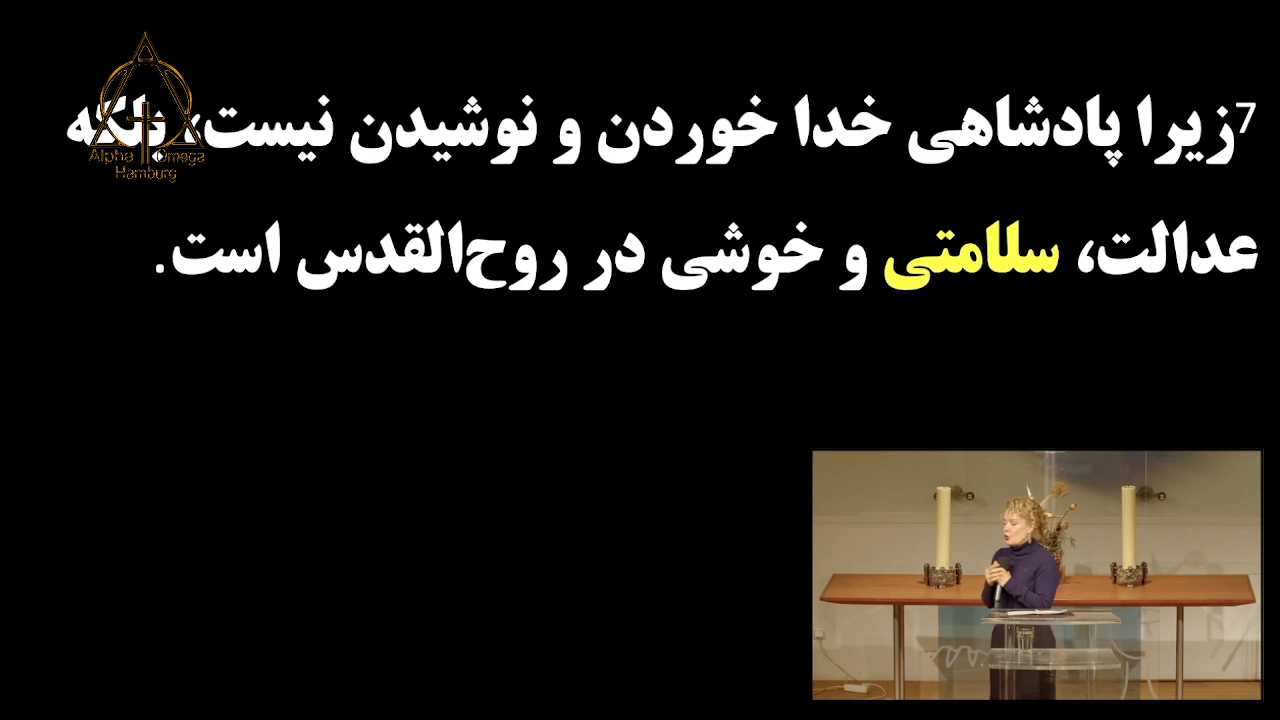 7زیرا پادشاهی خدا خوردن و نوشیدن نیست، بلکه
عدالت، سلامتی و خوشی در روح‌القدس است.
Alpha Omega
Hamburg